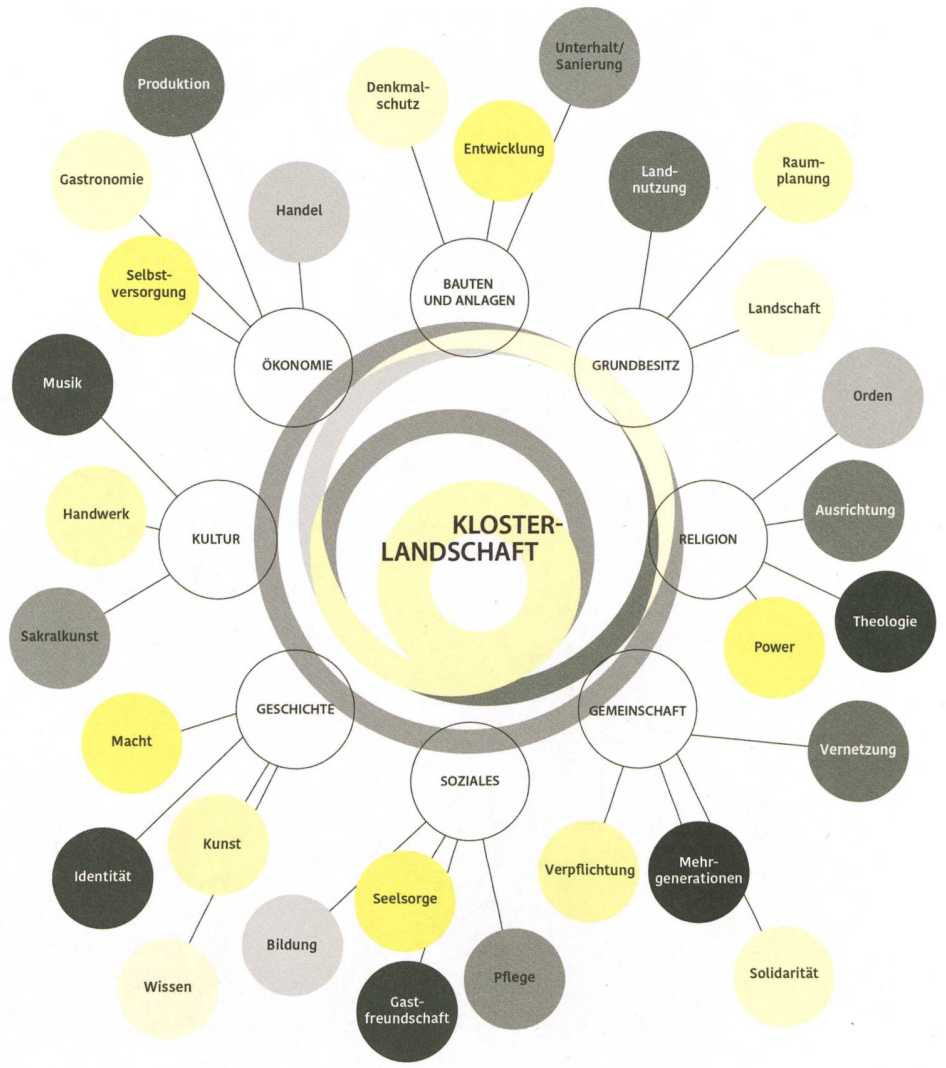 Unterhalt/
Sanierung
Produktion
Denkmal-
schutz
Entwicklung
Gastronomie
Land-
nutzung
Raum-
planung
Handel
Selbst-
versorgung
BAUTEN
UND ANLAGEN
Landschaft
ÖKONOMIE
GRUNDBESITZ
Musik
Orden
Handwerk
Ausrichtung
KULTUR
KLOSTER-
LANDSCHAFT
RELIGION
Sakralkunst
Theologie
Power
GESCHICHTE
GEMEINSCHAFT
Macht
Vernetzung
SOZIALES
Kunst
Identität
Verpflichtung
Mehr-
generationen
Seelsorge
Bildung
Wissen
Pflege
Solidarität
Gast-
freundschaft